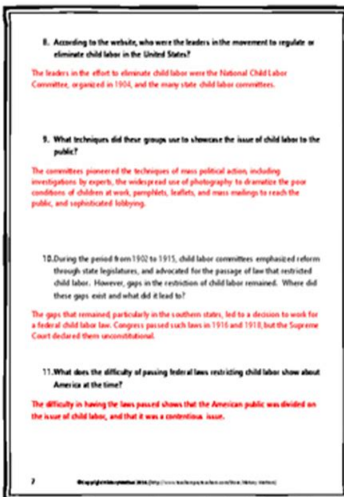 8. According to the website, who were the leaders in the movement to regulate or
eliminate child labor in the United States?
The leaders in the effort to eliminate child labor were the National Child Labor
Committee, organized in 1904, and the many state child labor committees.
9. What techniques did these groups use to showcase the issue of child labor to the
public?
The committees pioneered the techniques of mass political action, including
investigations by experts, the widespread use of photography to dramatize the poor
conditions of children at work, pamphlets, leaflets, and mass mailings to reach the
public, and sophisticated lobbying.
10. During the period from 1902 to 1915, child labor committees emphasized reform
through state legislatures, and advocated for the passage of law that restricted
child labor. However, gaps in the restriction of child labor remained. Where did
these gaps exist and what did it lead to?
The gaps that remained, particularly in the southern states, led to a decision to work for
a federal child labor law. Congress passed such laws in 1916 and 1918, but the Supreme
Court declared them unconstitutional.
11. What does the difficulty of passing federal laws restricting child labor show about
America at the time?
The difficulty in having the laws passed shows that the American public was divided on
the issue of child labor, and that it was a contentious issue.
7 ©Copyright History